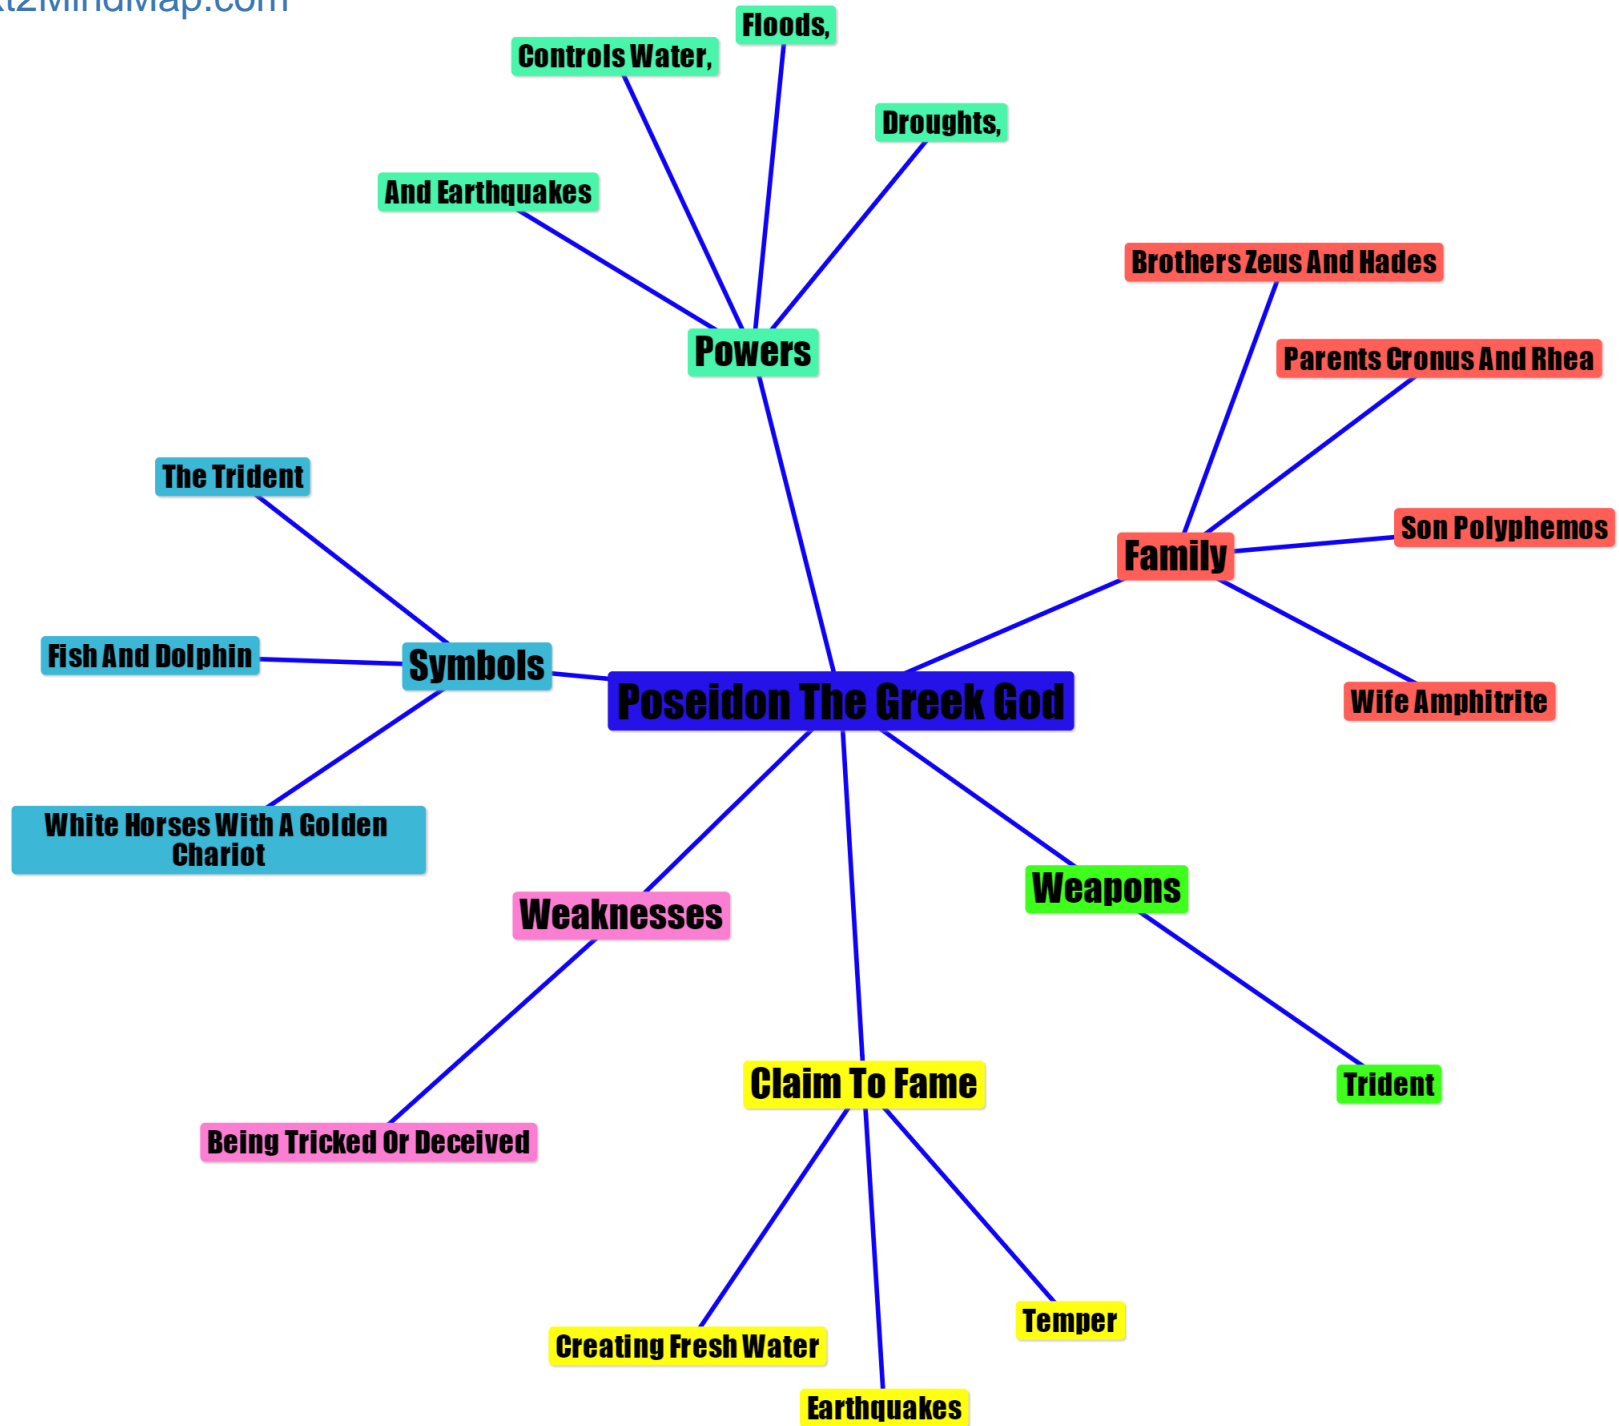 Floods,
Controls Water,
Droughts,
And Earthquakes
Brothers Zeus And Hades
Powers
Parents Cronus And Rhea
The Trident
Son Polyphemos
Family
Fish And Dolphin
Symbols
Poseidon The Greek God
Wife Amphitrite
White Horses With A Golden
Chariot
Weapons
Weaknesses
Claim To Fame
Trident
Being Tricked Or Deceived
Temper
Creating Fresh Water
Earthquakes